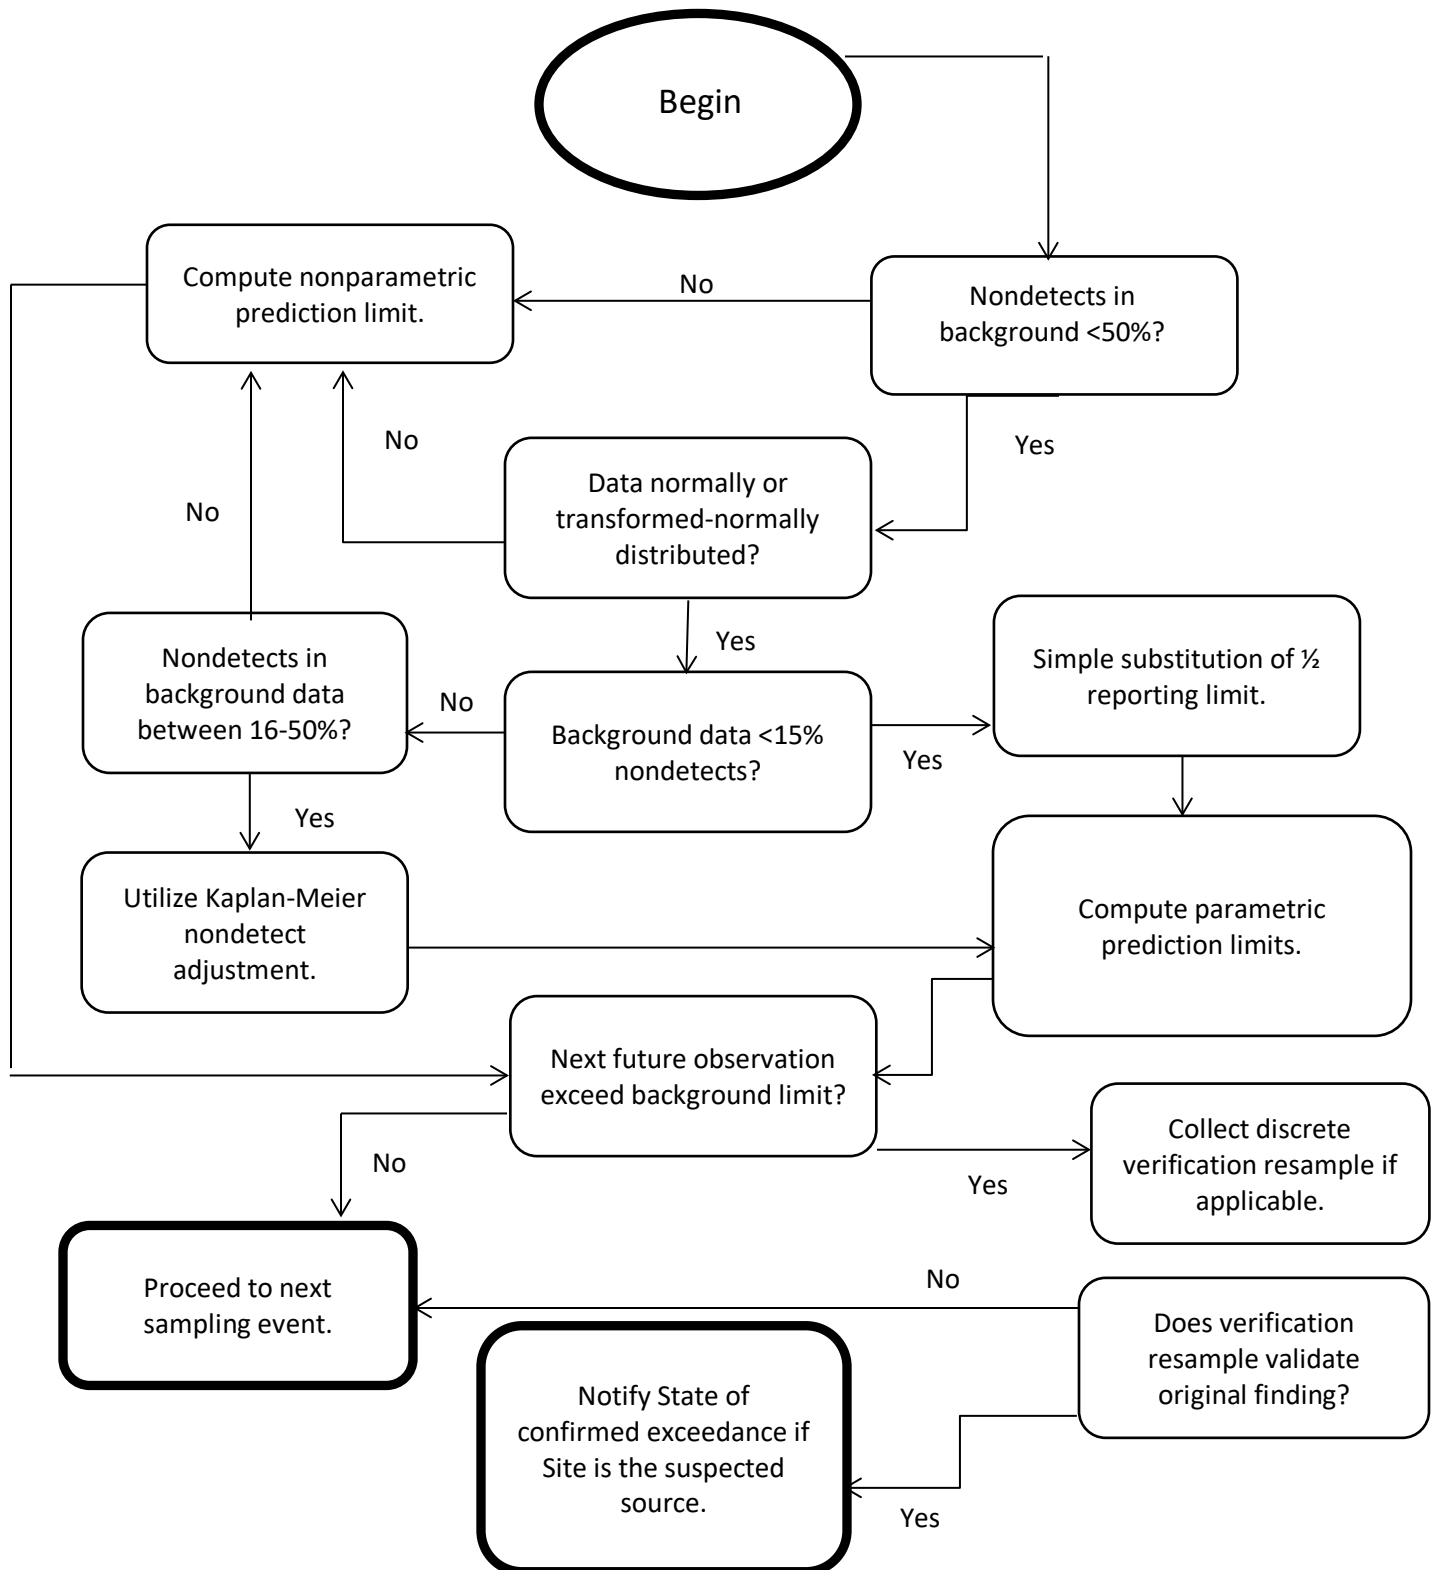 Begin
Compute nonparametric
prediction limit.
No
Nondetects in
background <50%?
Yes
No
Data normally or
transformed-normally
distributed?
No
Yes
Nondetects in
background data
between 16-50%?
No
Background data <15%
nondetects?
Yes
Simple substitution of ½
reporting limit.
Yes
Utilize Kaplan-Meier
nondetect
adjustment.
Compute parametric
prediction limits.
Next future observation
exceed background limit?
No
Yes
Collect discrete
verification resample if
applicable.
Proceed to next
sampling event.
No
Does verification
resample validate
original finding?
Notify State of
confirmed exceedance if
Site is the suspected
source.
Yes